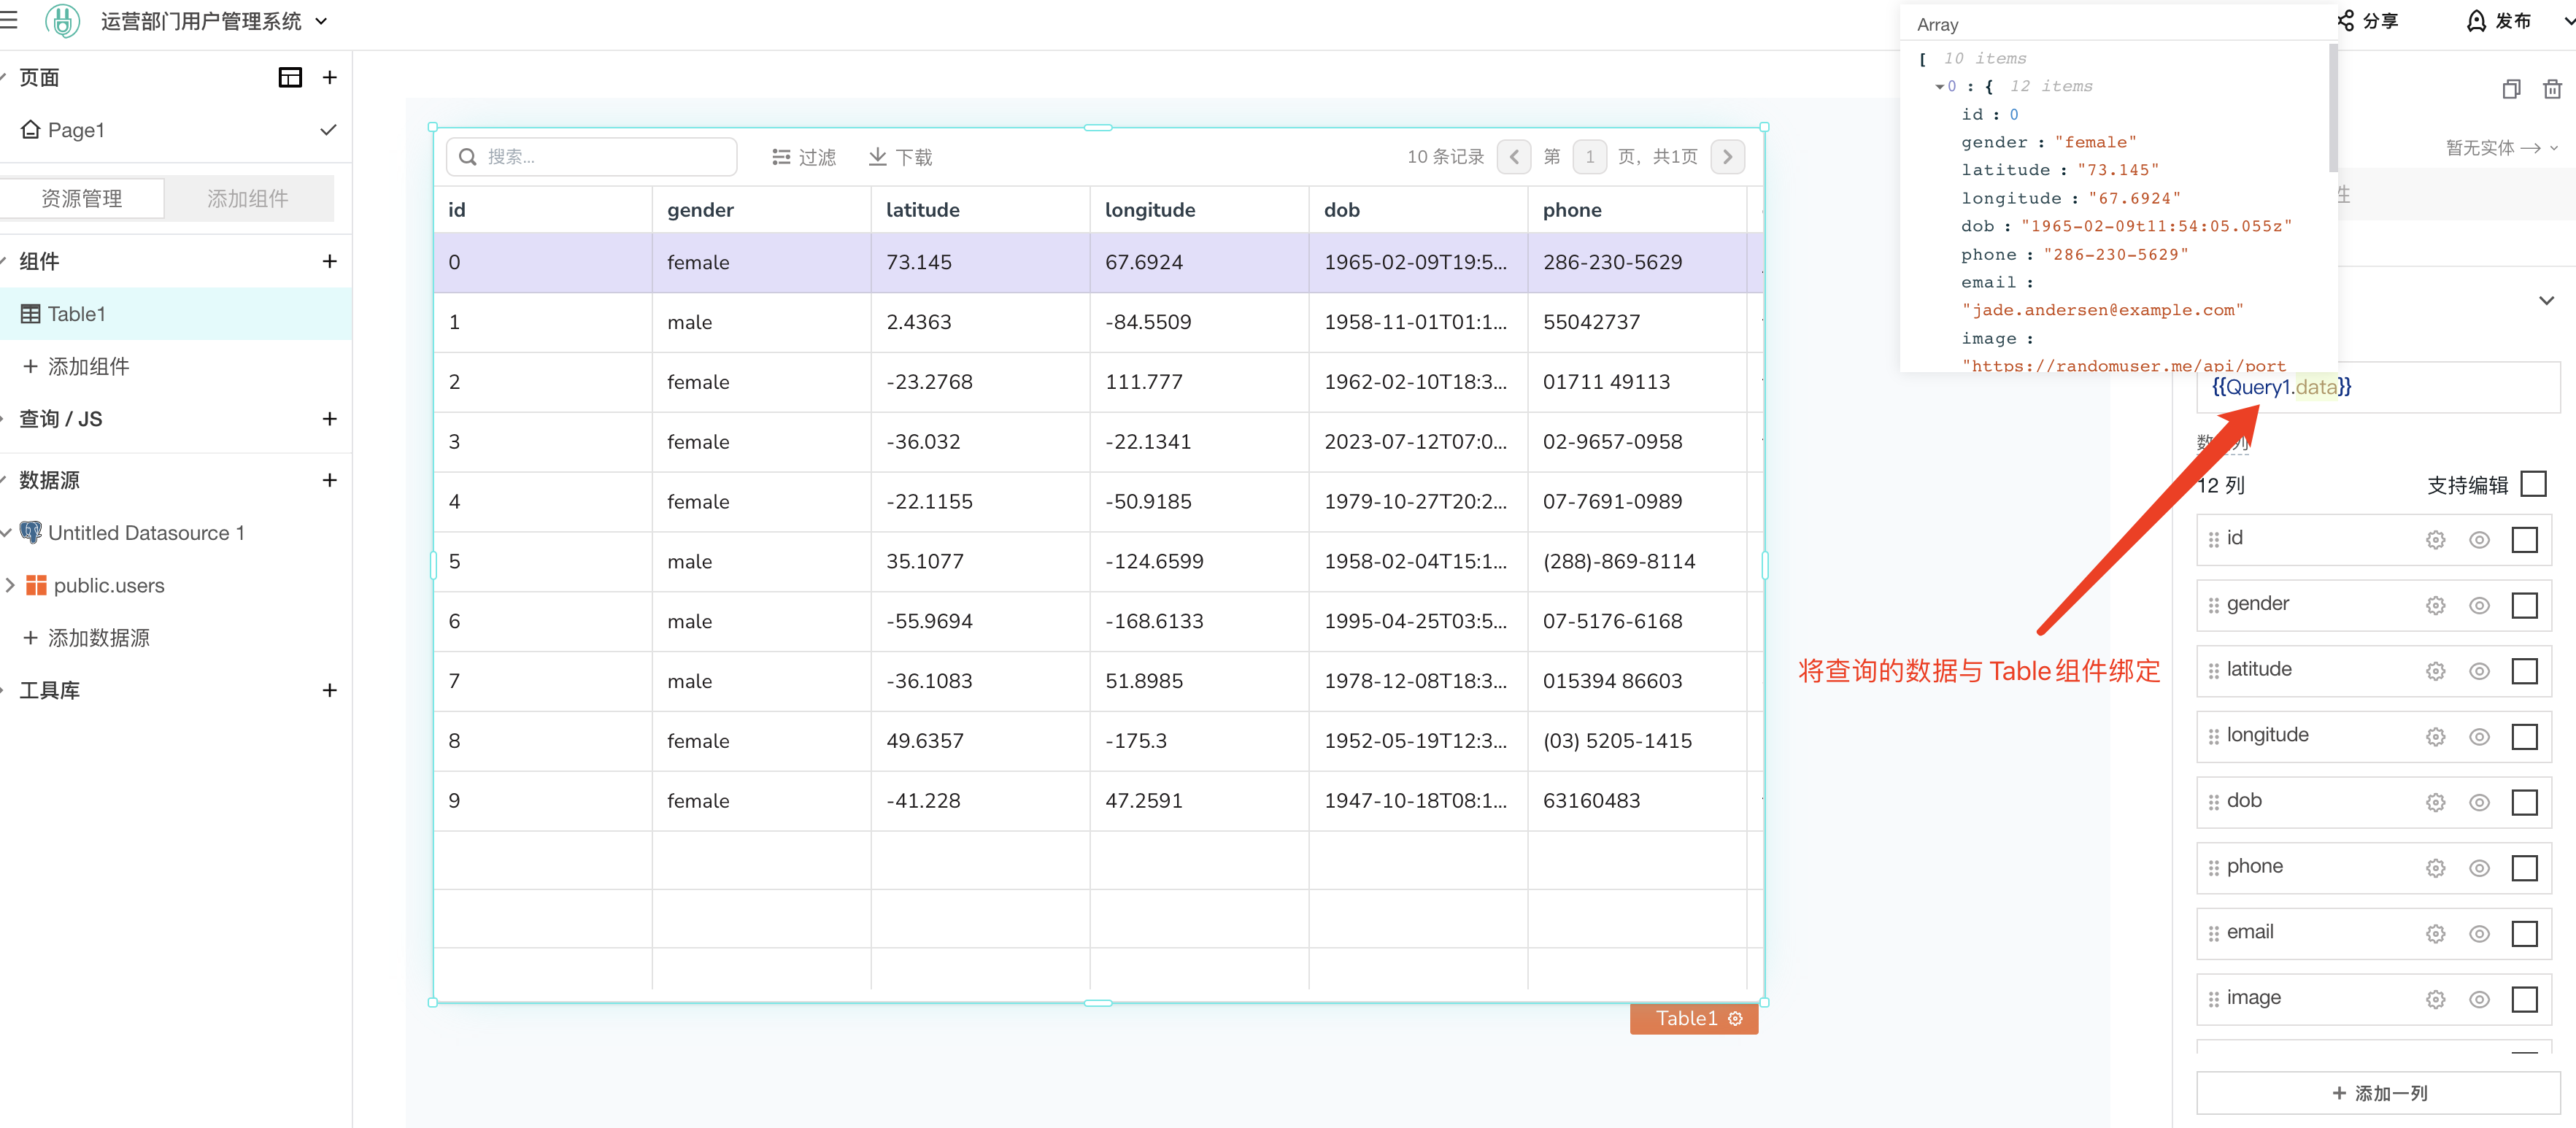 运营部门用户管理系统
分享
发布
页面
Page1
资源管理
添加组件
组件
Table1
添加组件
查询 / JS
数据源
Untitled Datasource 1
public.users
添加数据源
工具库
搜索...
过滤
下载
10 条记录
第 1 页，共1页
id gender latitude longitude dob phone
0 female 73.145 67.6924 1965-02-09T19:5... 286-230-5629
1 male 2.4363 -84.5509 1958-11-01T01:1... 55042737
2 female -23.2768 111.777 1962-02-10T18:3... 01711 49113
3 female -36.032 -22.1341 2023-07-12T07:0... 02-9657-0958
4 female -22.1155 -50.9185 1979-10-27T20:2... 07-7691-0989
5 male 35.1077 -124.6599 1958-02-04T15:1... (288)-869-8114
6 male -55.9694 -168.6133 1995-04-25T03:5... 07-5176-6168
7 male -36.1083 51.8985 1978-12-08T18:3... 015394 86603
8 female 49.6357 -175.3 1952-05-19T12:3... (03) 5205-1415
9 female -41.228 47.2591 1947-10-18T08:1... 63160483
Table1
Array
[ 10 items
0 : { 12 items
id : 0
gender : "female"
latitude : "73.145"
longitude : "67.6924"
dob : "1965-02-09t11:54:05.055z"
phone : "286-230-5629"
email :
"jade.andersen@example.com"
image :
"https://randomuser.me/api/port
暂无实体
性
{{Query1.data}}
将查询的数据与 Table 组件绑定
12 列
支持编辑
id
gender
latitude
longitude
dob
phone
email
image
添加一列